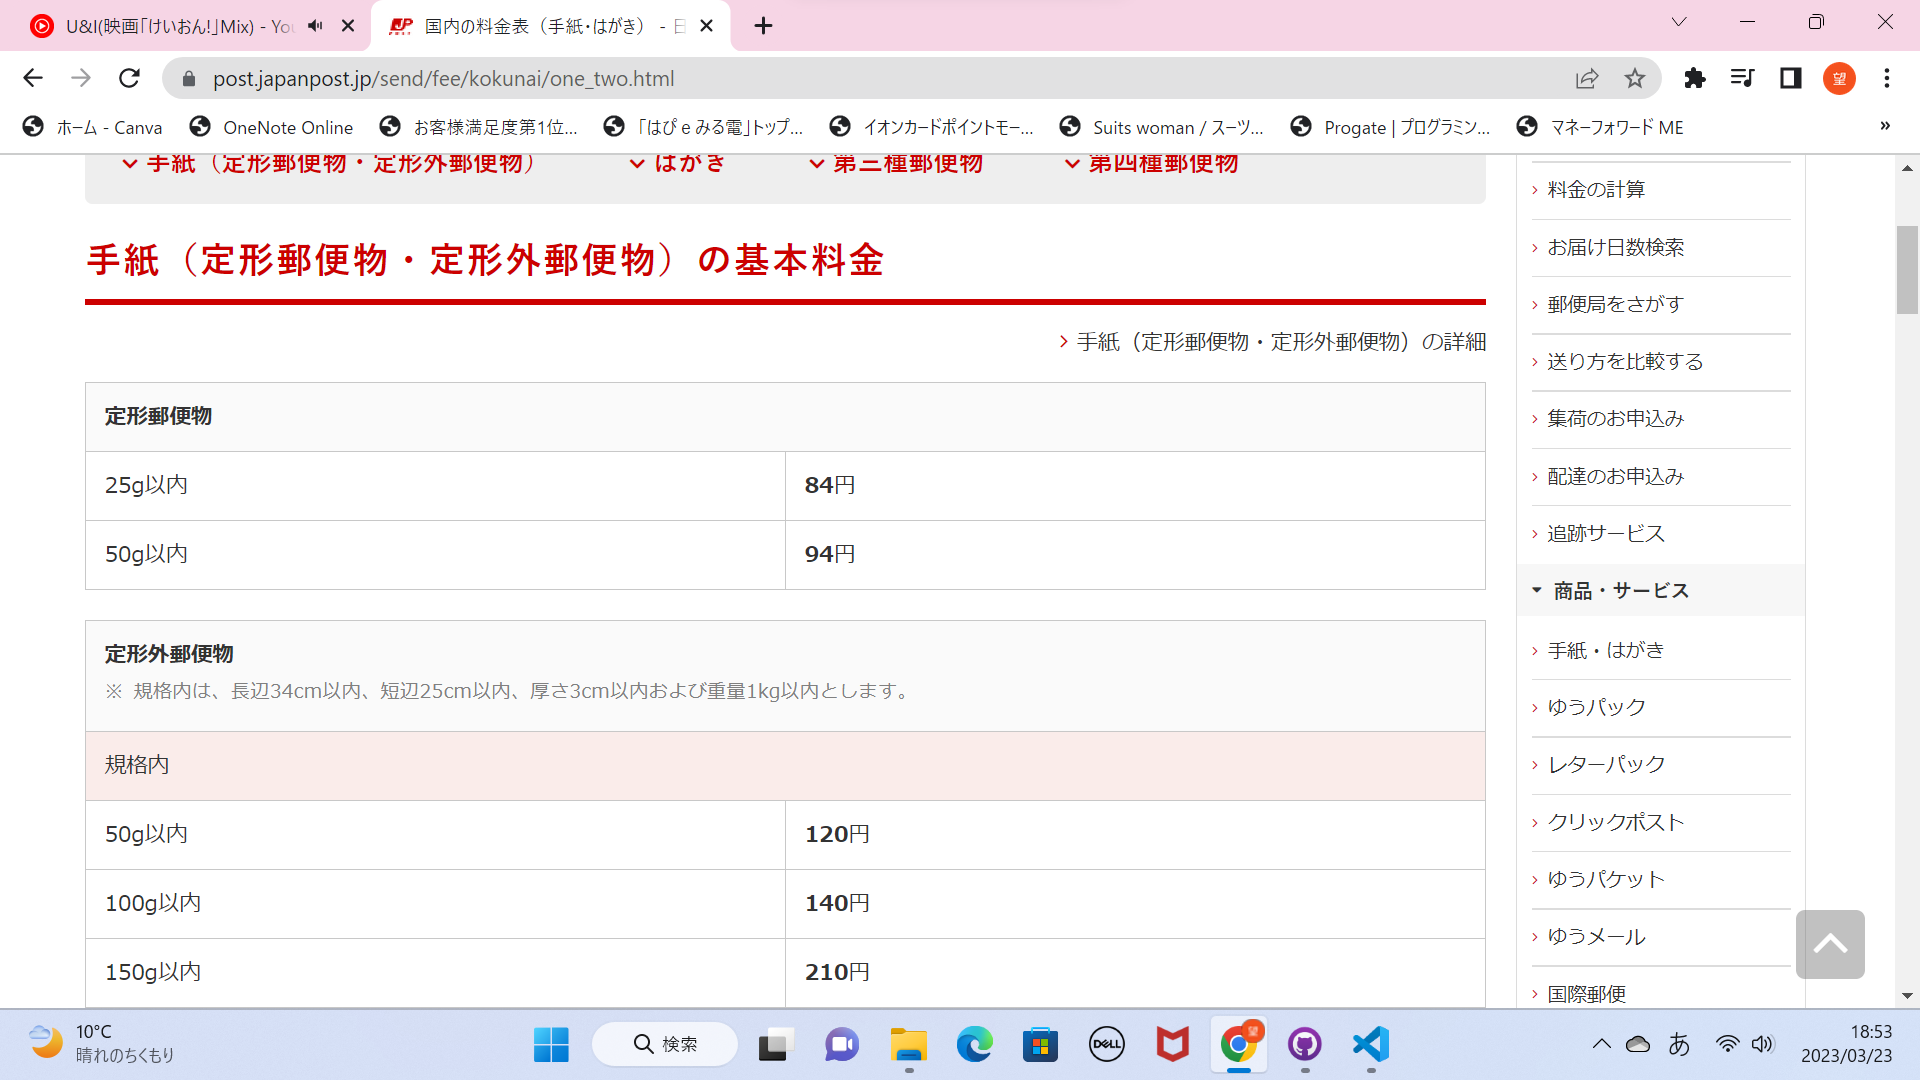 U&I(映画「けいおん!」Mix) - You
国内の料金表（手紙・はがき） - 日
post.japanpost.jp/send/fee/kokunai/one_two.html
望
ホーム - Canva
OneNote Online
お客様満足度第1位...
「はぴ e みる電」トップ...
イオンカードポイントモー...
Suits woman / スーツ...
Progate | プログラミン...
マネーフォワード ME
»
手紙（定形郵便物・定形外郵便物）
はがき
第三種郵便物
第四種郵便物
手紙（定形郵便物・定形外郵便物）の基本料金
手紙（定形郵便物・定形外郵便物）の詳細
定形郵便物
25g以内 84円
50g以内 94円
定形外郵便物
※ 規格内は、長辺34cm以内、短辺25cm以内、厚さ3cm以内および重量1kg以内とします。
規格内
50g以内 120円
100g以内 140円
150g以内 210円
料金の計算
お届け日数検索
郵便局をさがす
送り方を比較する
集荷のお申込み
配達のお申込み
追跡サービス
商品・サービス
手紙・はがき
ゆうパック
レターパック
クリックポスト
ゆうパケット
ゆうメール
国際郵便
10°C
晴れのちくもり
検索
DELL
望
あ
18:53
2023/03/23